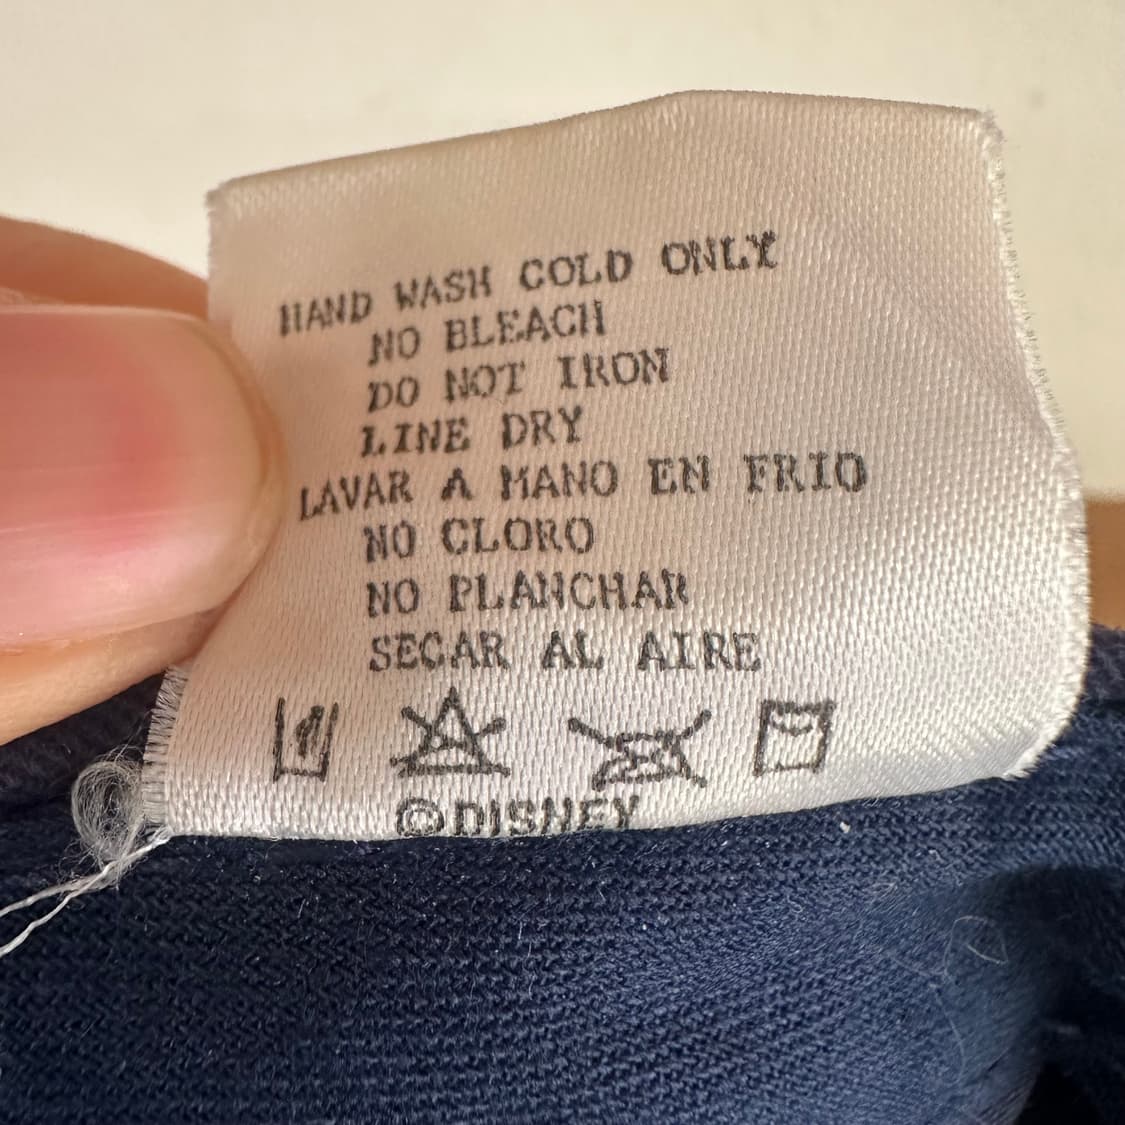 HAND WASH COLD ONLY
NO BLEACH
DO NOT IRON
LINE DRY
LAVAR A MANO EN FRIO
NO CLORO
NO PLANCHAR
SECAR AL AIRE
©DISNEY